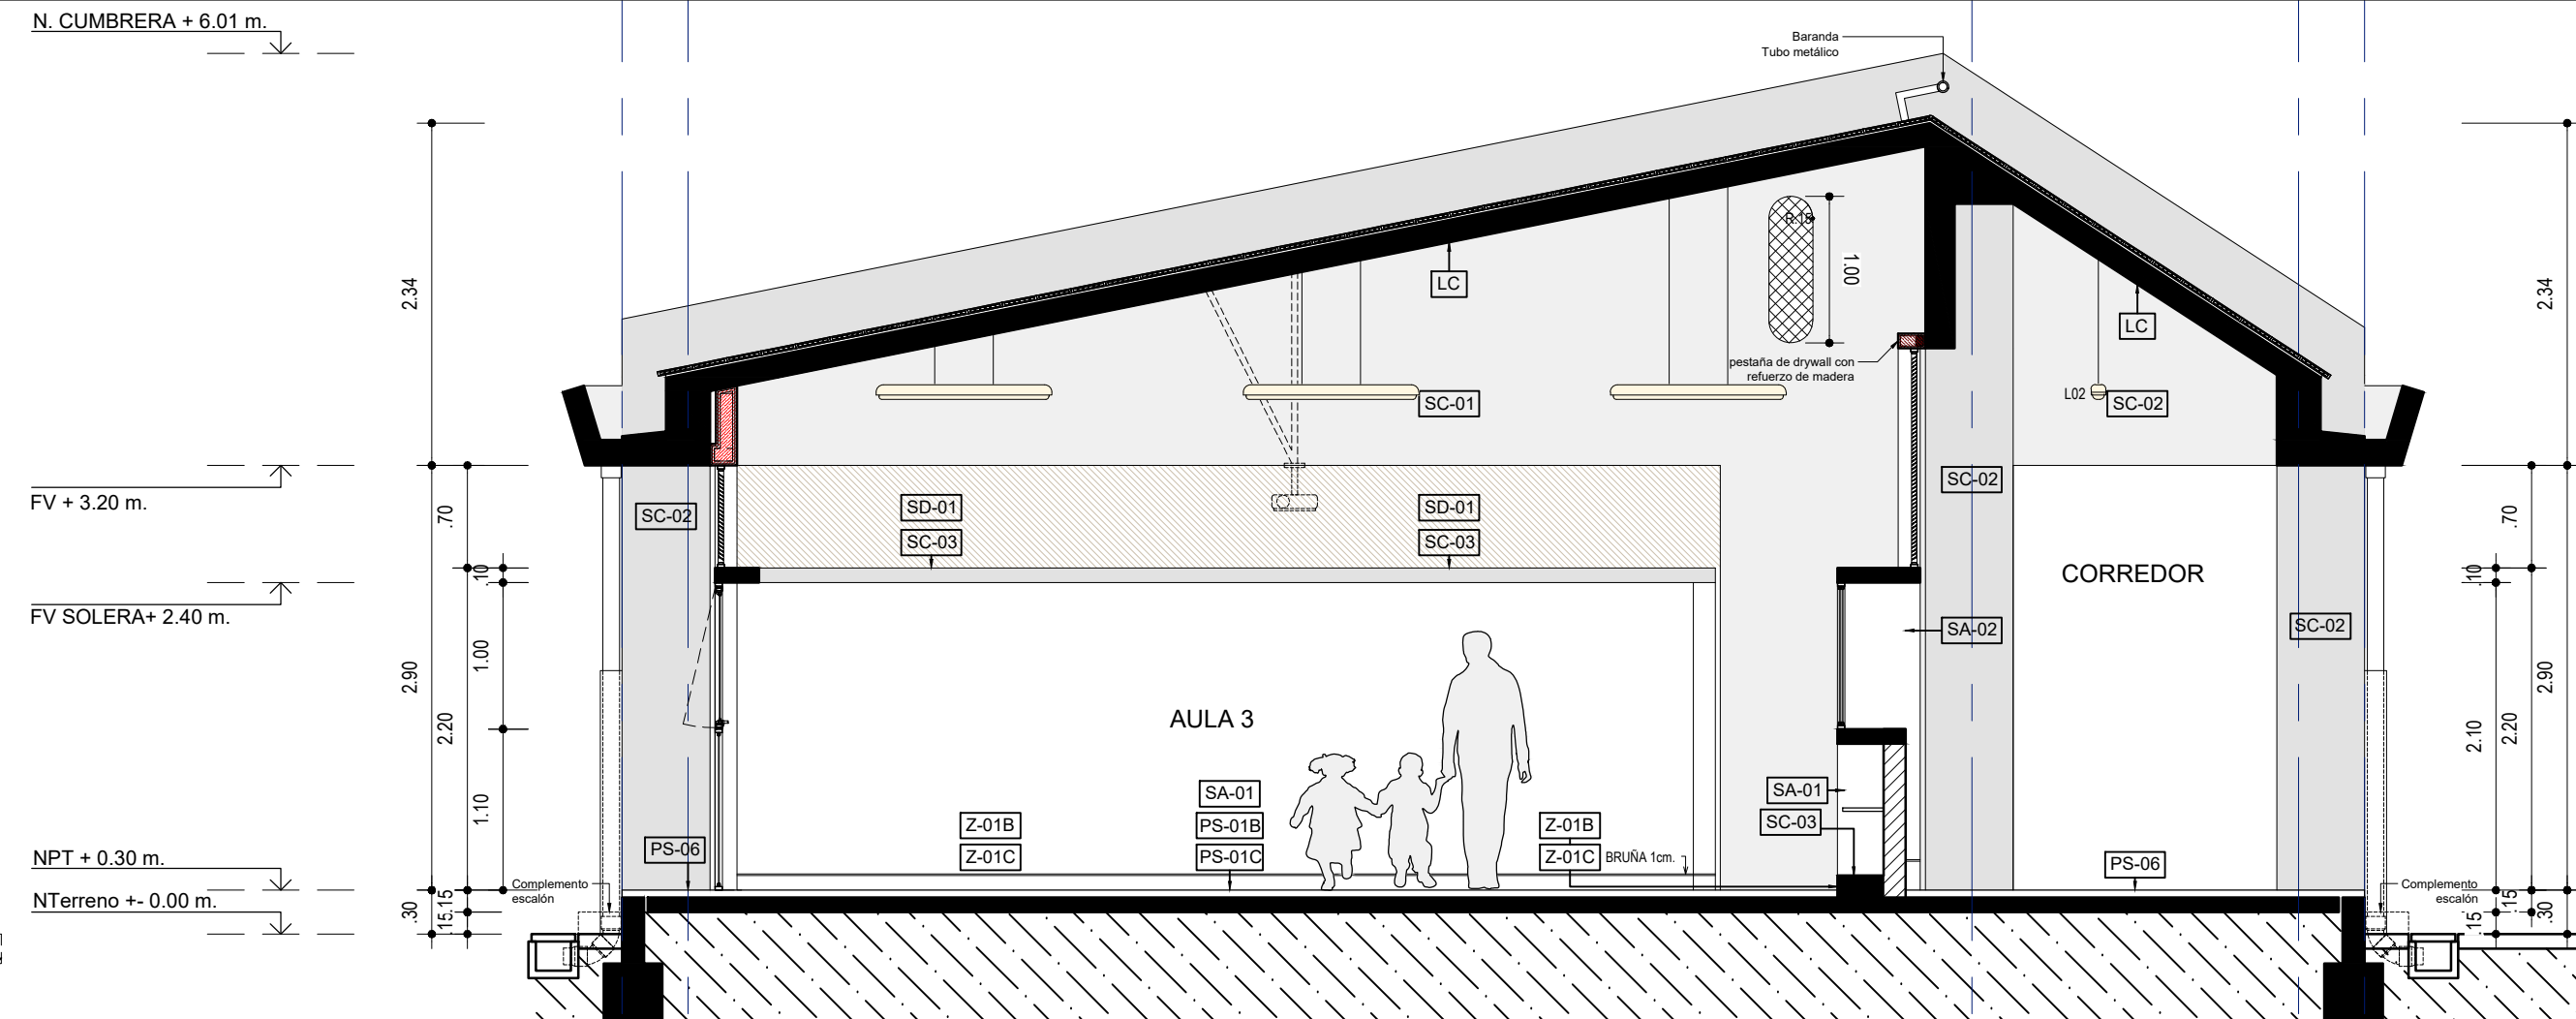 N. CUMBRERA + 6.01 m.
Baranda
Tubo metálico
2.34
R.15
1.00
LC
LC
2.34
pestaña de drywall con
refuerzo de madera
SC-01
L02
SC-02
FV + 3.20 m.
.70
SC-02
SD-01
SC-03
SD-01
SC-03
SC-02
.70
.10
CORREDOR
.10
FV SOLERA+ 2.40 m.
1.00
SA-02
SC-02
2.90
2.20
AULA 3
2.10
2.20
2.90
1.10
SA-01
SA-01
Z-01B
PS-01B
Z-01B
SC-03
NPT + 0.30 m.
PS-06
Z-01C
PS-01C
Z-01C
BRUÑA 1cm.
PS-06
Complemento
escalón
Complemento
escalón
NTerreno +- 0.00 m.
.30
.15
.15
.15
.15
.30